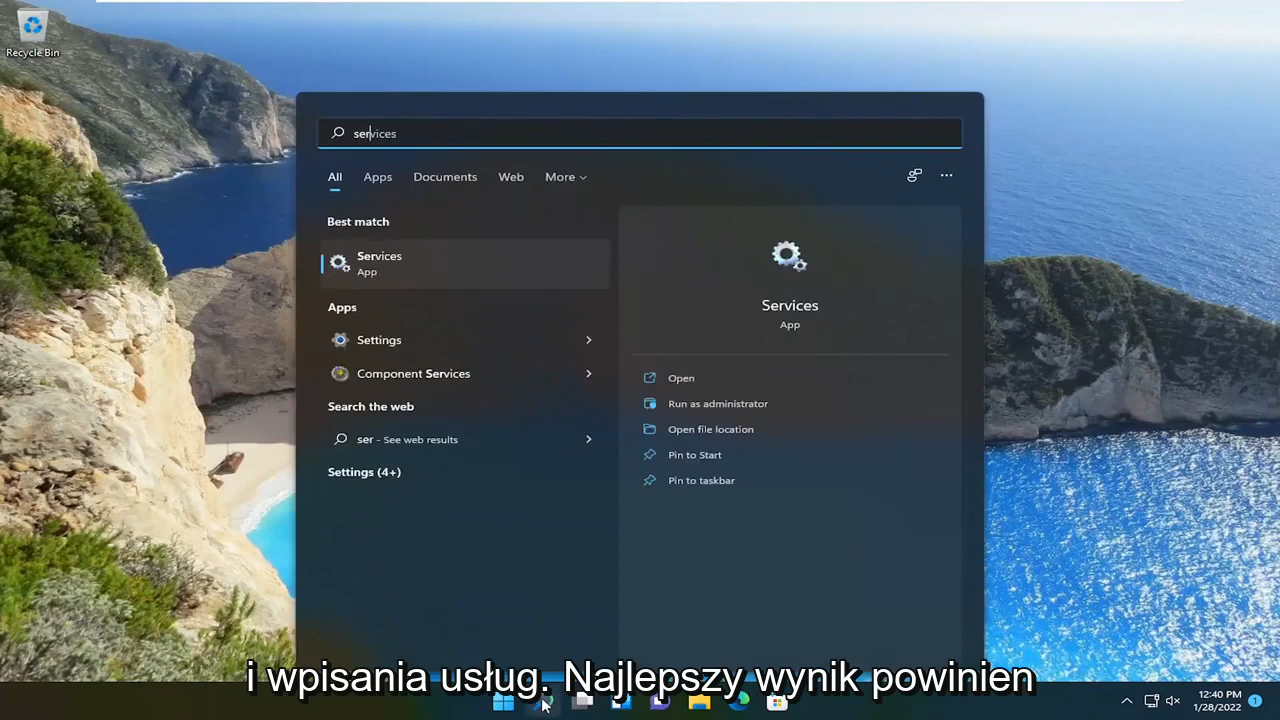 Recycle Bin
services
All Apps Documents Web More
Best match
Services
App
Apps
Settings
Component Services
Search the web
ser - See web results
Settings (4+)
Services
App
Open
Run as administrator
Open file location
Pin to Start
Pin to taskbar
i wpisania usług. Najlepszy wynik powinien
12:40 PM
1/28/2022
1